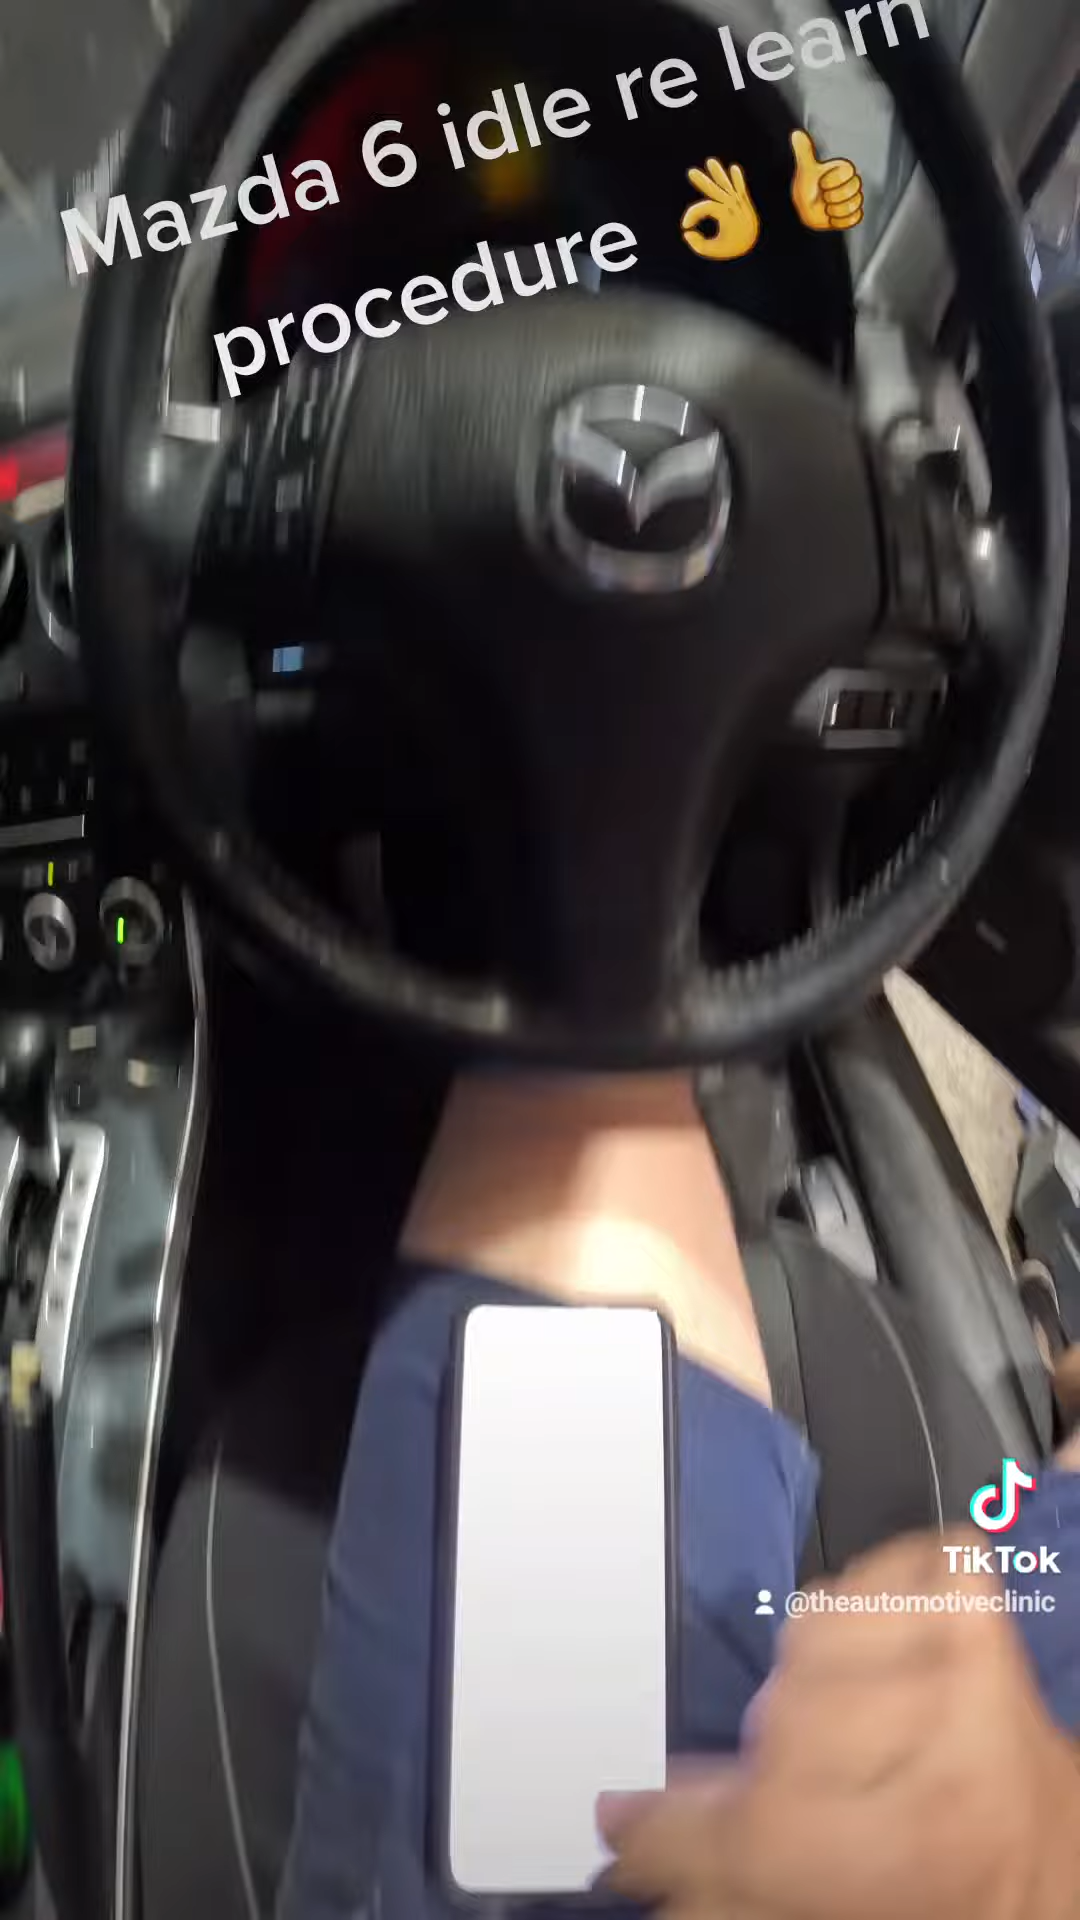 Mazda 6 idle re learn
procedure 👌👍
TikTok
@theautomotiveclinic